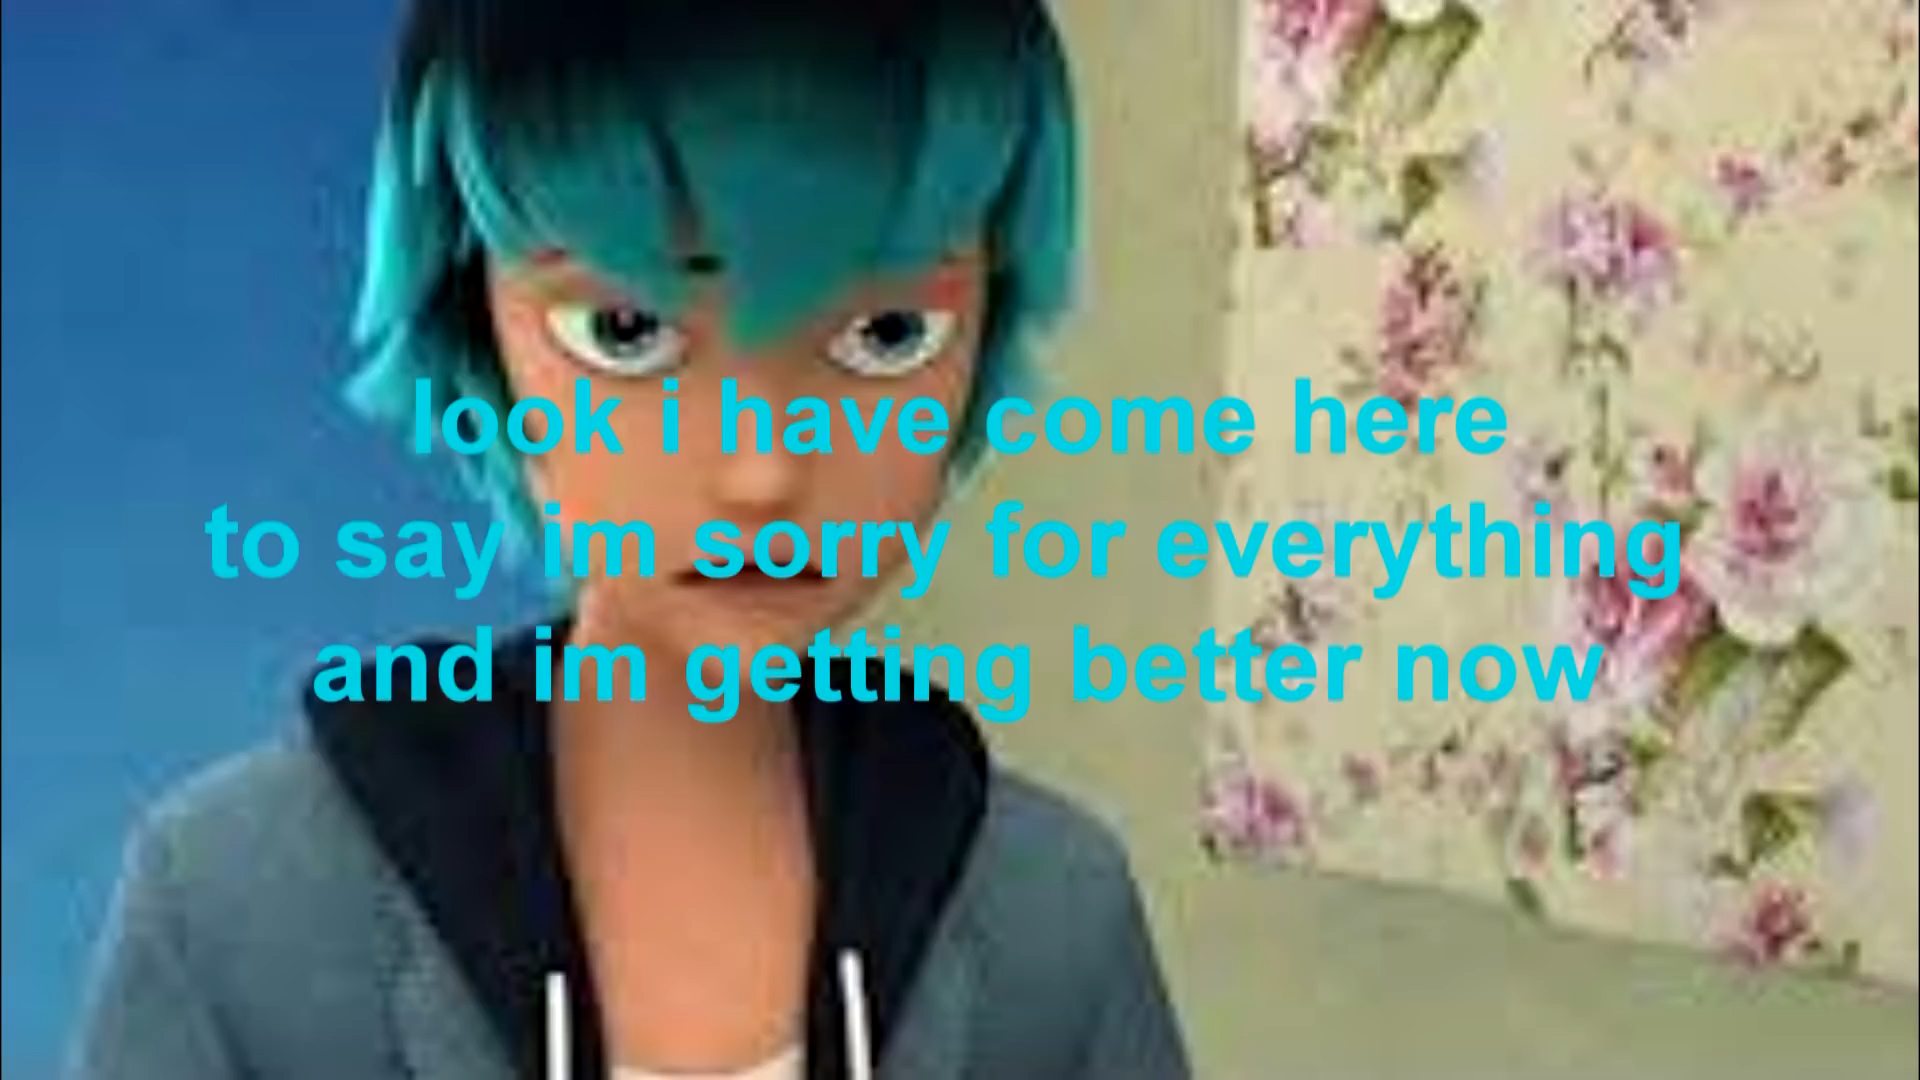 look i have come here
to say im sorry for everything
and im getting better now